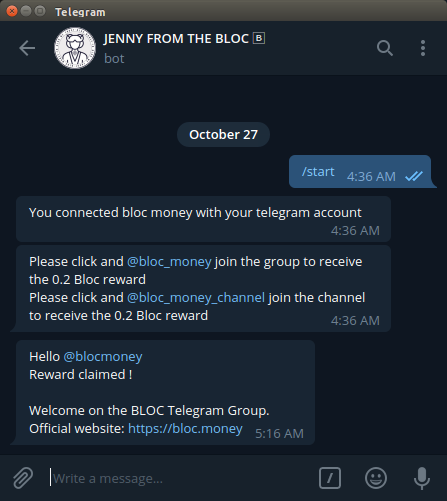 Telegram
JENNY FROM THE BLOC B
bot
October 27
/start 4:36 AM
You connected bloc money with your telegram account
4:36 AM
Please click and @bloc_money join the group to receive
the 0.2 Bloc reward
Please click and @bloc_money_channel join the channel
to receive the 0.2 Bloc reward
4:36 AM
Hello @blocmoney
Reward claimed !
Welcome on the BLOC Telegram Group.
Official website: https://bloc.money 5:16 AM
Write a message...
/